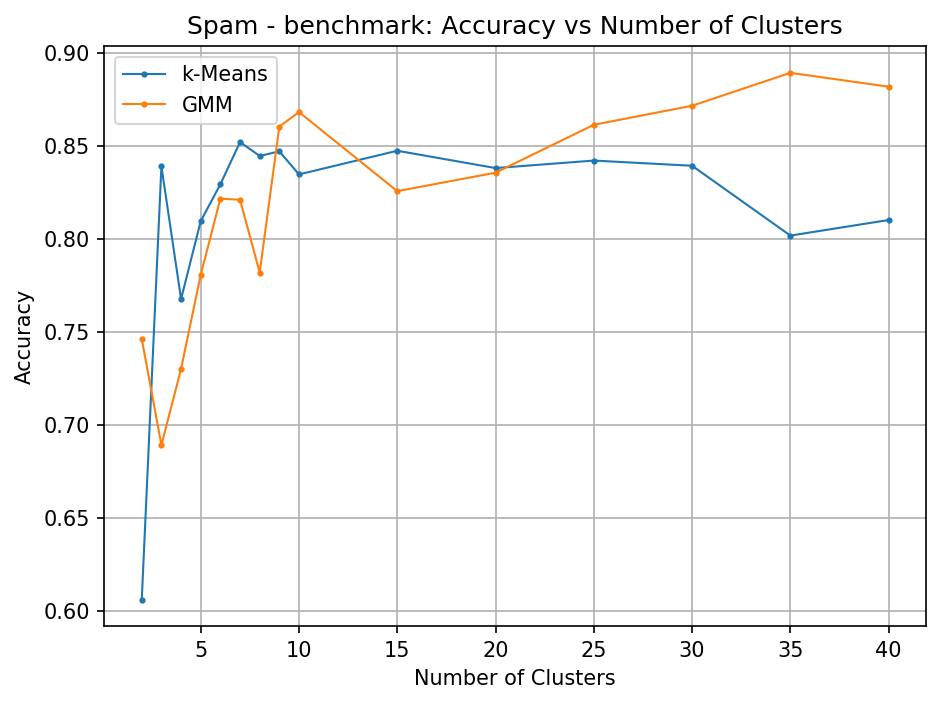 Spam - benchmark: Accuracy vs Number of Clusters
k-Means
GMM
0.90
0.85
0.80
0.75
0.70
0.65
0.60
Accuracy
5 10 15 20 25 30 35 40
Number of Clusters